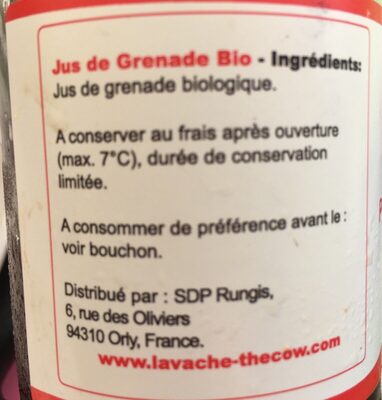 Jus de Grenade Bio - Ingrédients:
Jus de grenade biologique.
A conserver au frais après ouverture
(max. 7°C), durée de conservation
limitée.
A consommer de préférence avant le :
voir bouchon.
Distribué par : SDP Rungis,
6, rue des Oliviers
94310 Orly, France.
www.lavache-thecow.com